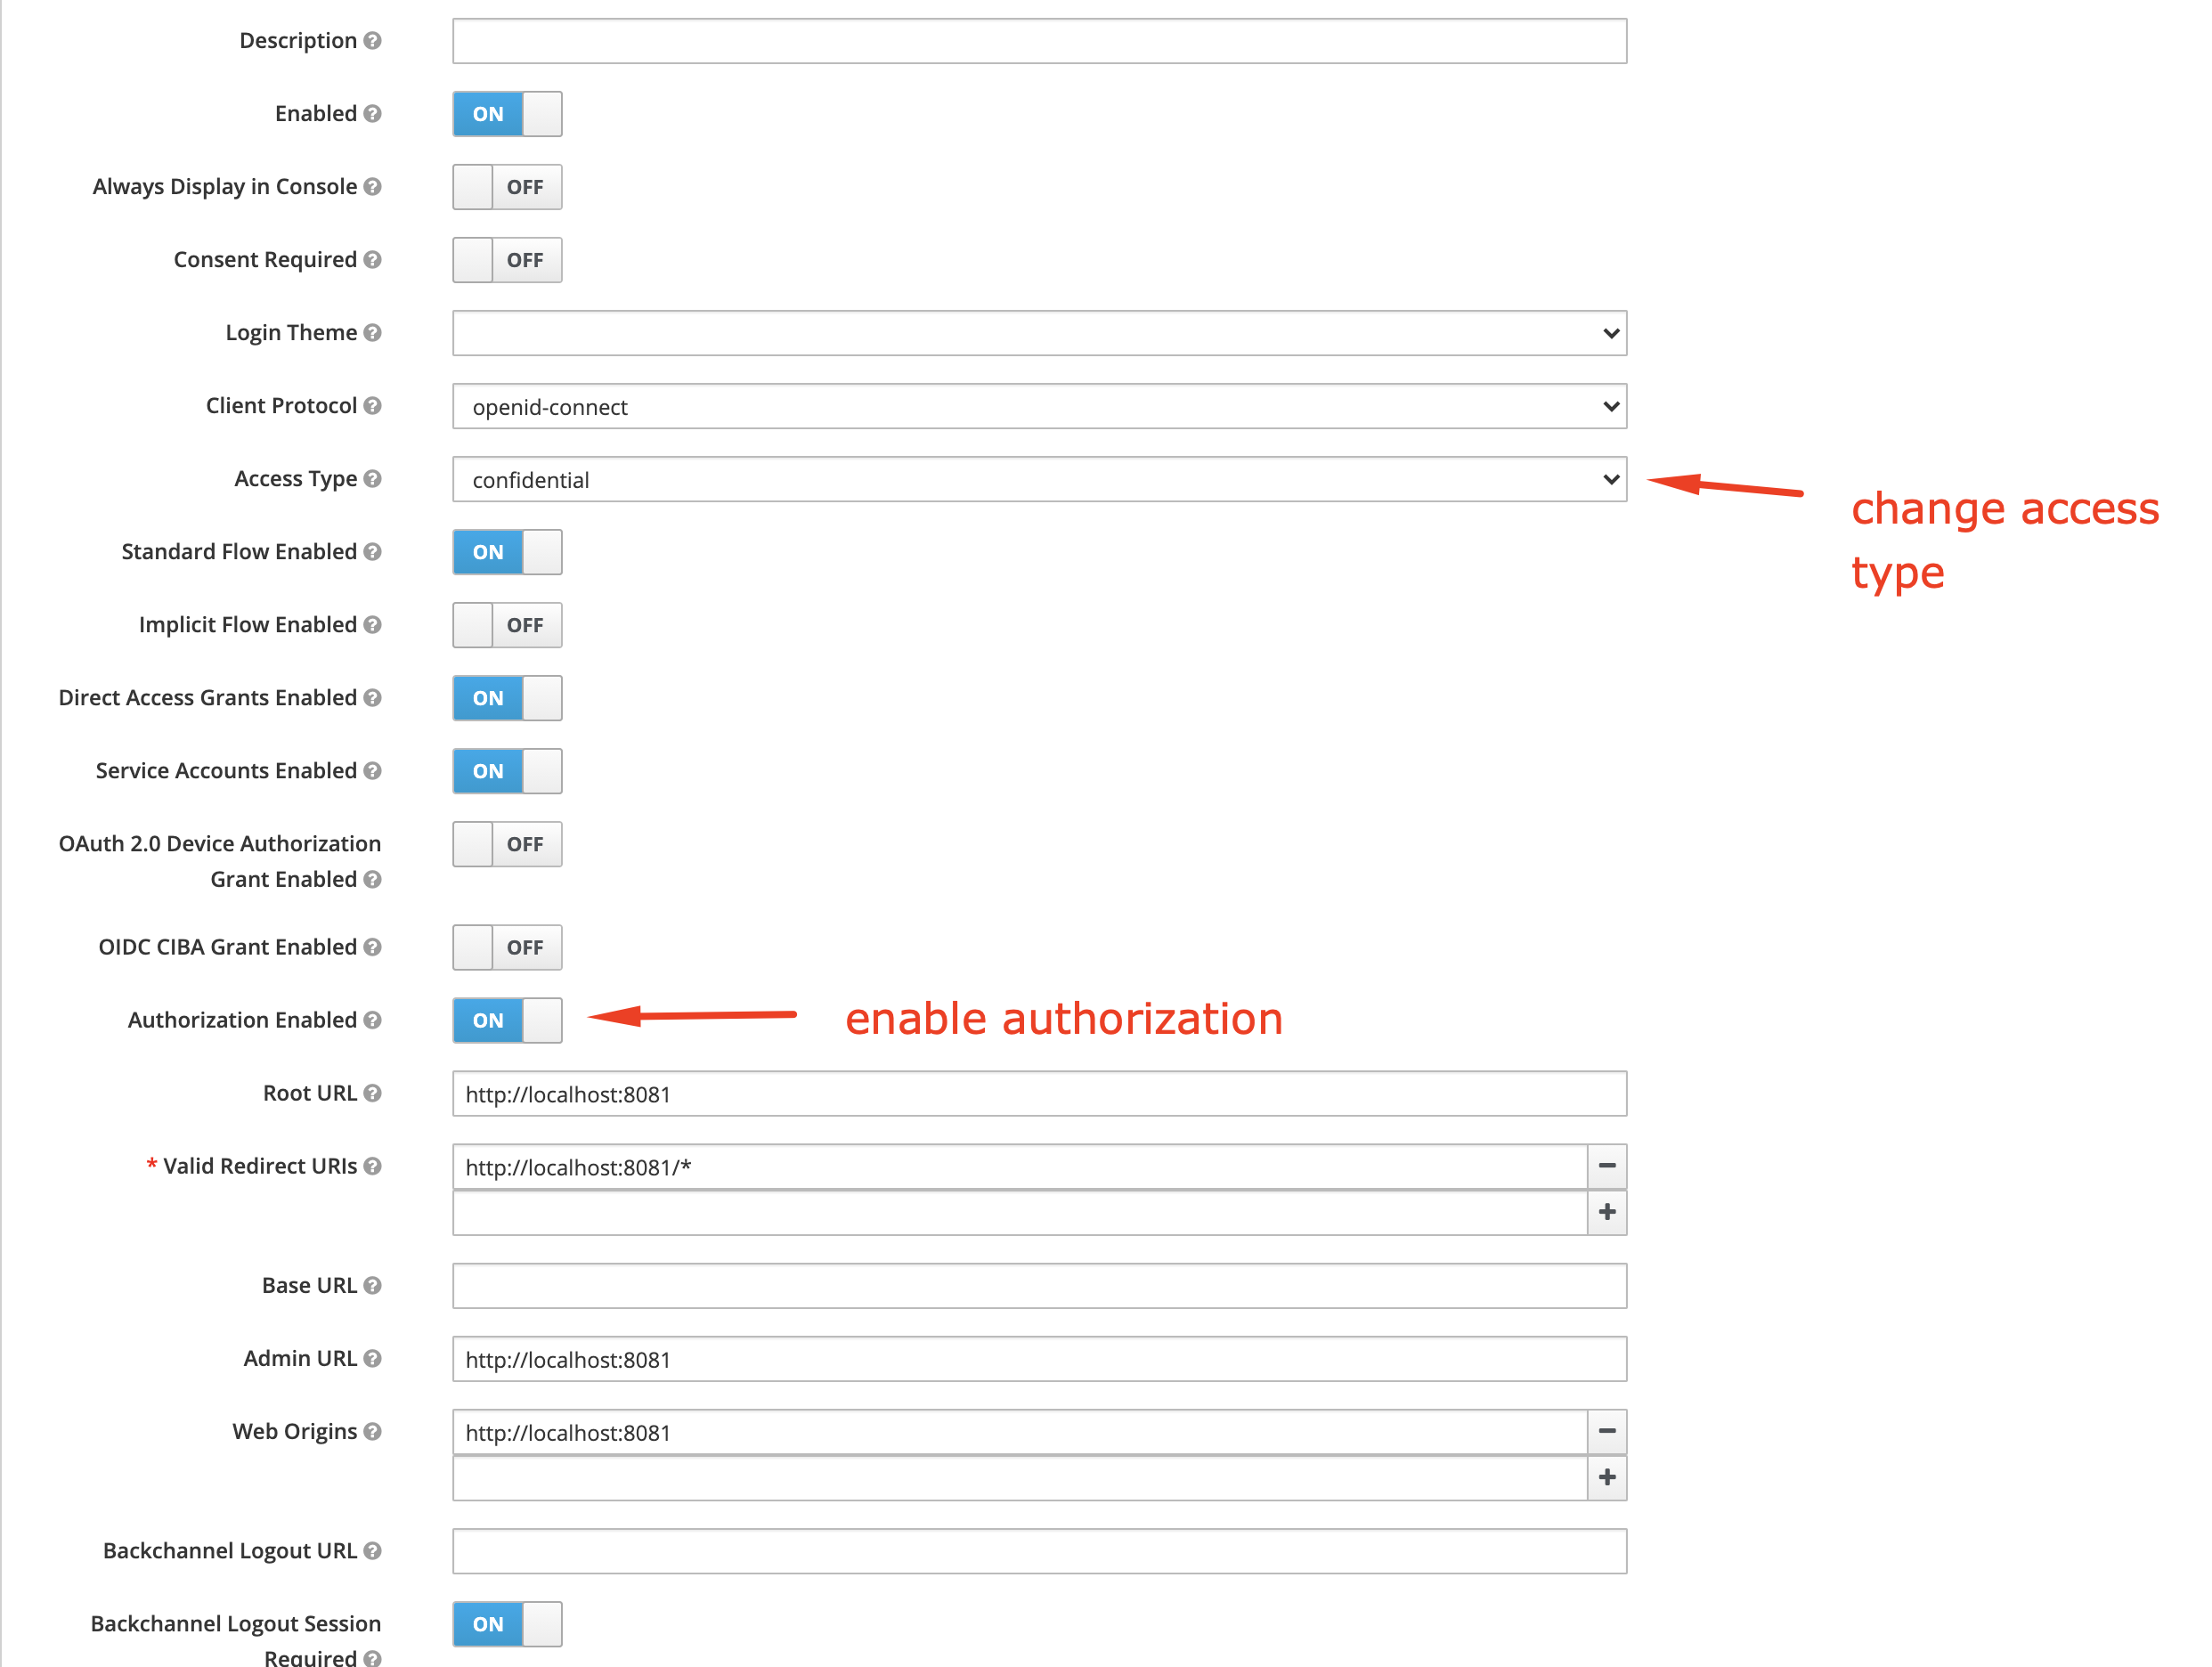 Description
Enabled ON
Always Display in Console OFF
Consent Required OFF
Login Theme
Client Protocol openid-connect
Access Type confidential
change access
type
Standard Flow Enabled ON
Implicit Flow Enabled OFF
Direct Access Grants Enabled ON
Service Accounts Enabled ON
OAuth 2.0 Device Authorization OFF
Grant Enabled
OIDC CIBA Grant Enabled OFF
Authorization Enabled ON enable authorization
Root URL http://localhost:8081
* Valid Redirect URIs http://localhost:8081/*
Base URL
Admin URL http://localhost:8081
Web Origins http://localhost:8081
Backchannel Logout URL
Backchannel Logout Session ON
Required